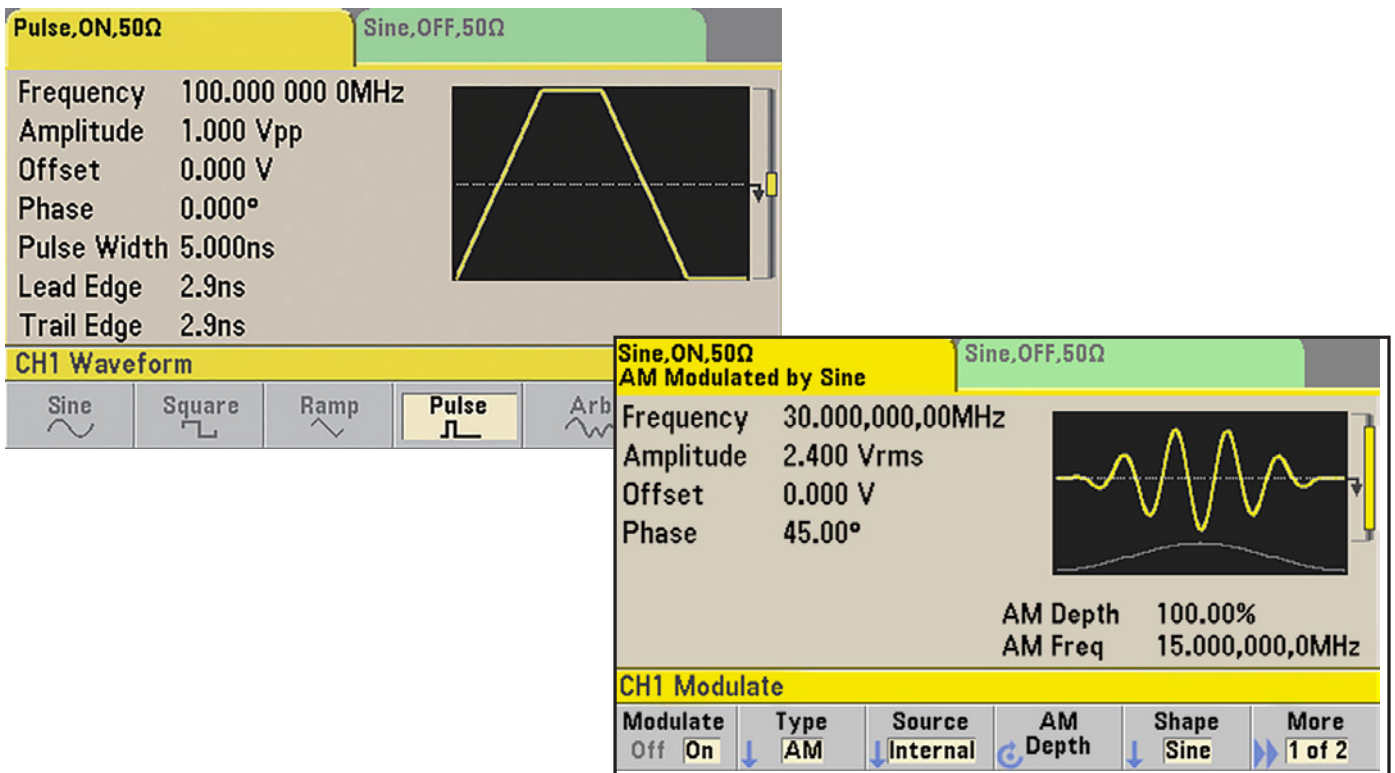 Pulse,ON,50Ω
Sine,OFF,50Ω
Frequency 100.000 000 0MHz
Amplitude 1.000 Vpp
Offset 0.000 V
Phase 0.000°
Pulse Width 5.000ns
Lead Edge 2.9ns
Trail Edge 2.9ns
CH1 Waveform
Sine Square Ramp Pulse Arb
Sine,ON,50Ω
AM Modulated by Sine
Sine,OFF,50Ω
Frequency 30.000,000,00MHz
Amplitude 2.400 Vrms
Offset 0.000 V
Phase 45.00°
AM Depth 100.00%
AM Freq 15.000,000,0MHz
CH1 Modulate
Modulate Type Source AM Shape More
Off On AM Internal Depth Sine 1 of 2